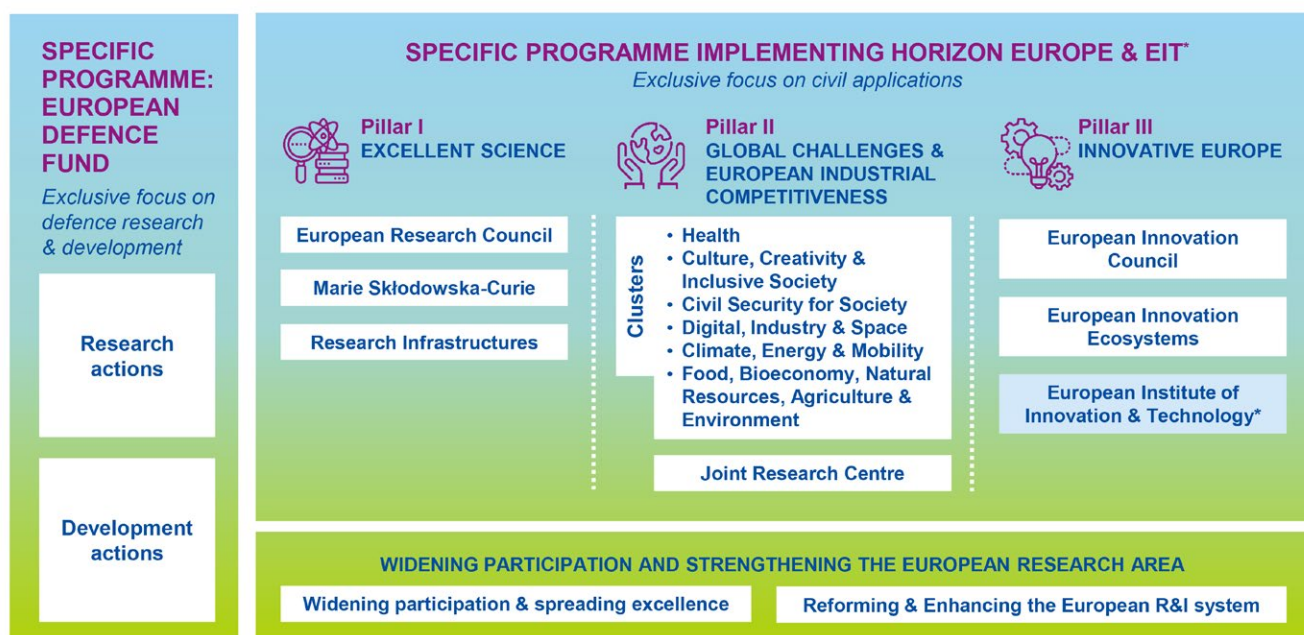 SPECIFIC
PROGRAMME:
EUROPEAN
DEFENCE
FUND
Exclusive focus on
defence research
& development
Research
actions
Development
actions
SPECIFIC PROGRAMME IMPLEMENTING HORIZON EUROPE & EIT*
Exclusive focus on civil applications
Pillar I
EXCELLENT SCIENCE
European Research Council
Marie Skłodowska-Curie
Research Infrastructures
Pillar II
GLOBAL CHALLENGES &
EUROPEAN INDUSTRIAL
COMPETITIVENESS
Clusters
• Health
• Culture, Creativity &
Inclusive Society
• Civil Security for Society
• Digital, Industry & Space
• Climate, Energy & Mobility
• Food, Bioeconomy, Natural
Resources, Agriculture &
Environment
Joint Research Centre
Pillar III
INNOVATIVE EUROPE
European Innovation
Council
European Innovation
Ecosystems
European Institute of
Innovation & Technology*
WIDENING PARTICIPATION AND STRENGTHENING THE EUROPEAN RESEARCH AREA
Widening participation & spreading excellence
Reforming & Enhancing the European R&I system